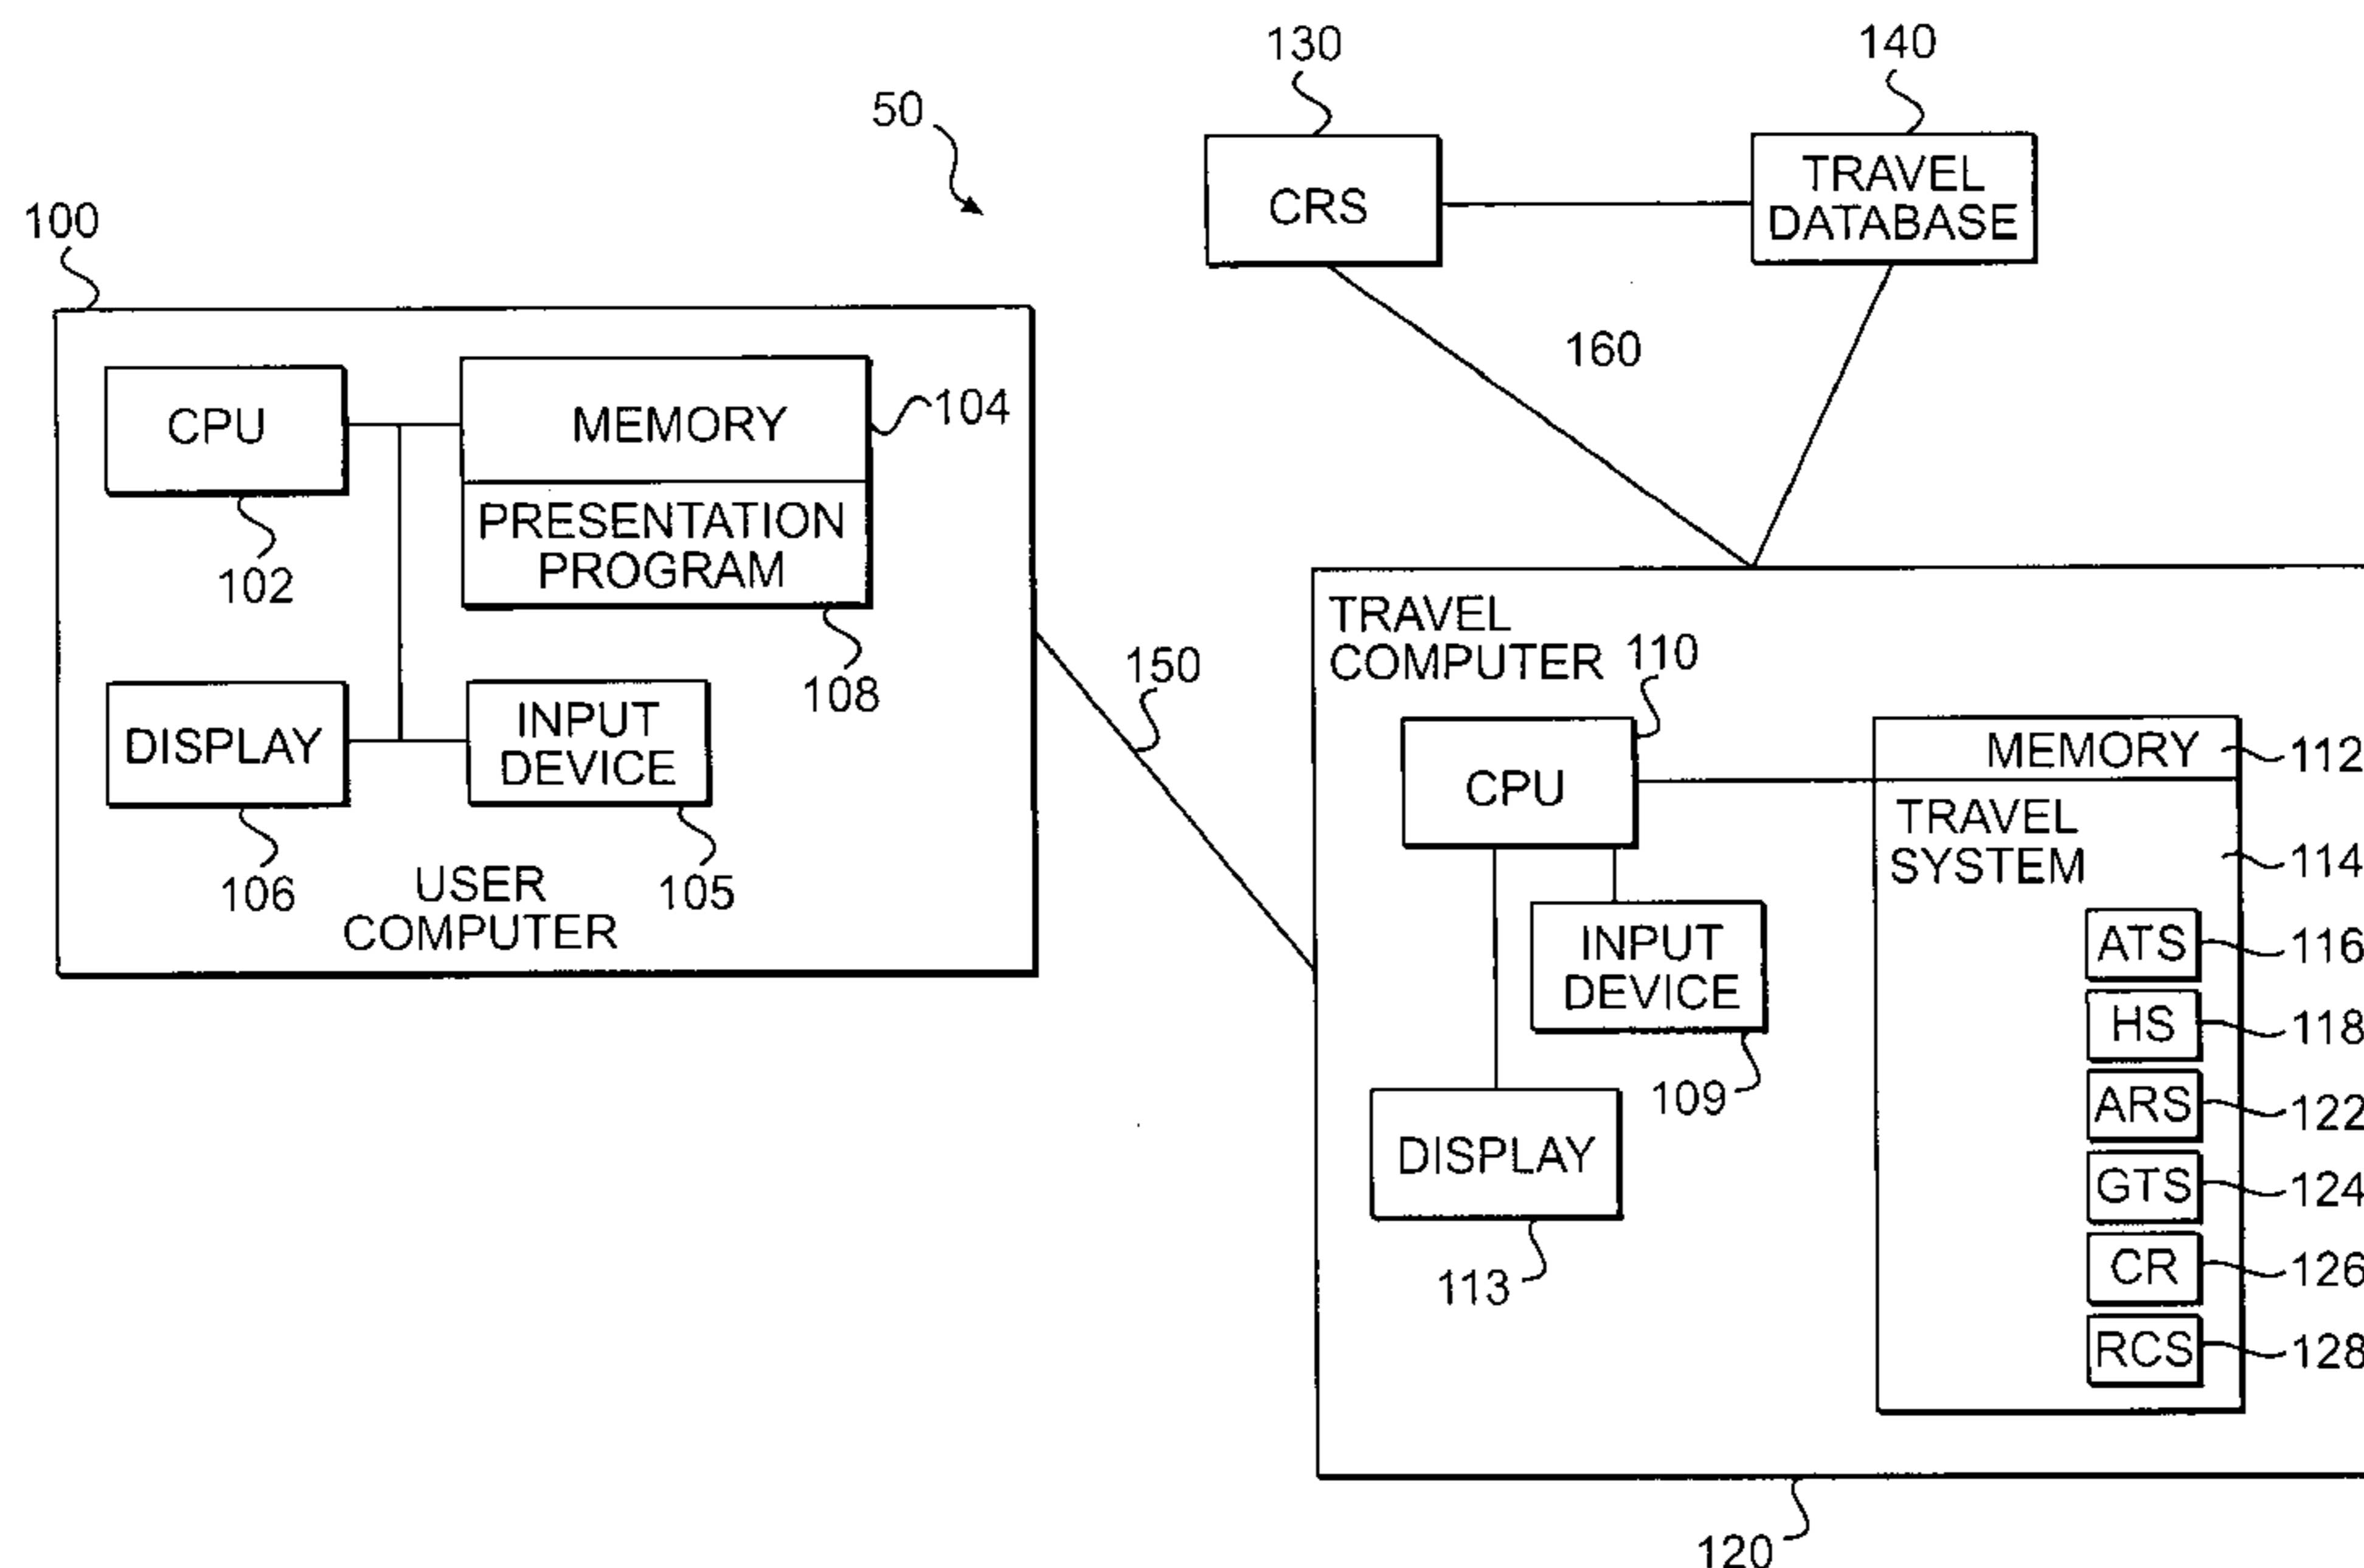 130
140
50
CRS
TRAVEL
DATABASE
100
160
CPU
MEMORY
104
PRESENTATION
PROGRAM
102
108
DISPLAY
INPUT
DEVICE
106
105
USER
COMPUTER
150
TRAVEL
COMPUTER
110
CPU
MEMORY
112
TRAVEL
SYSTEM
114
INPUT
DEVICE
109
DISPLAY
113
ATS
116
HS
118
ARS
122
GTS
124
CR
126
RCS
128
120